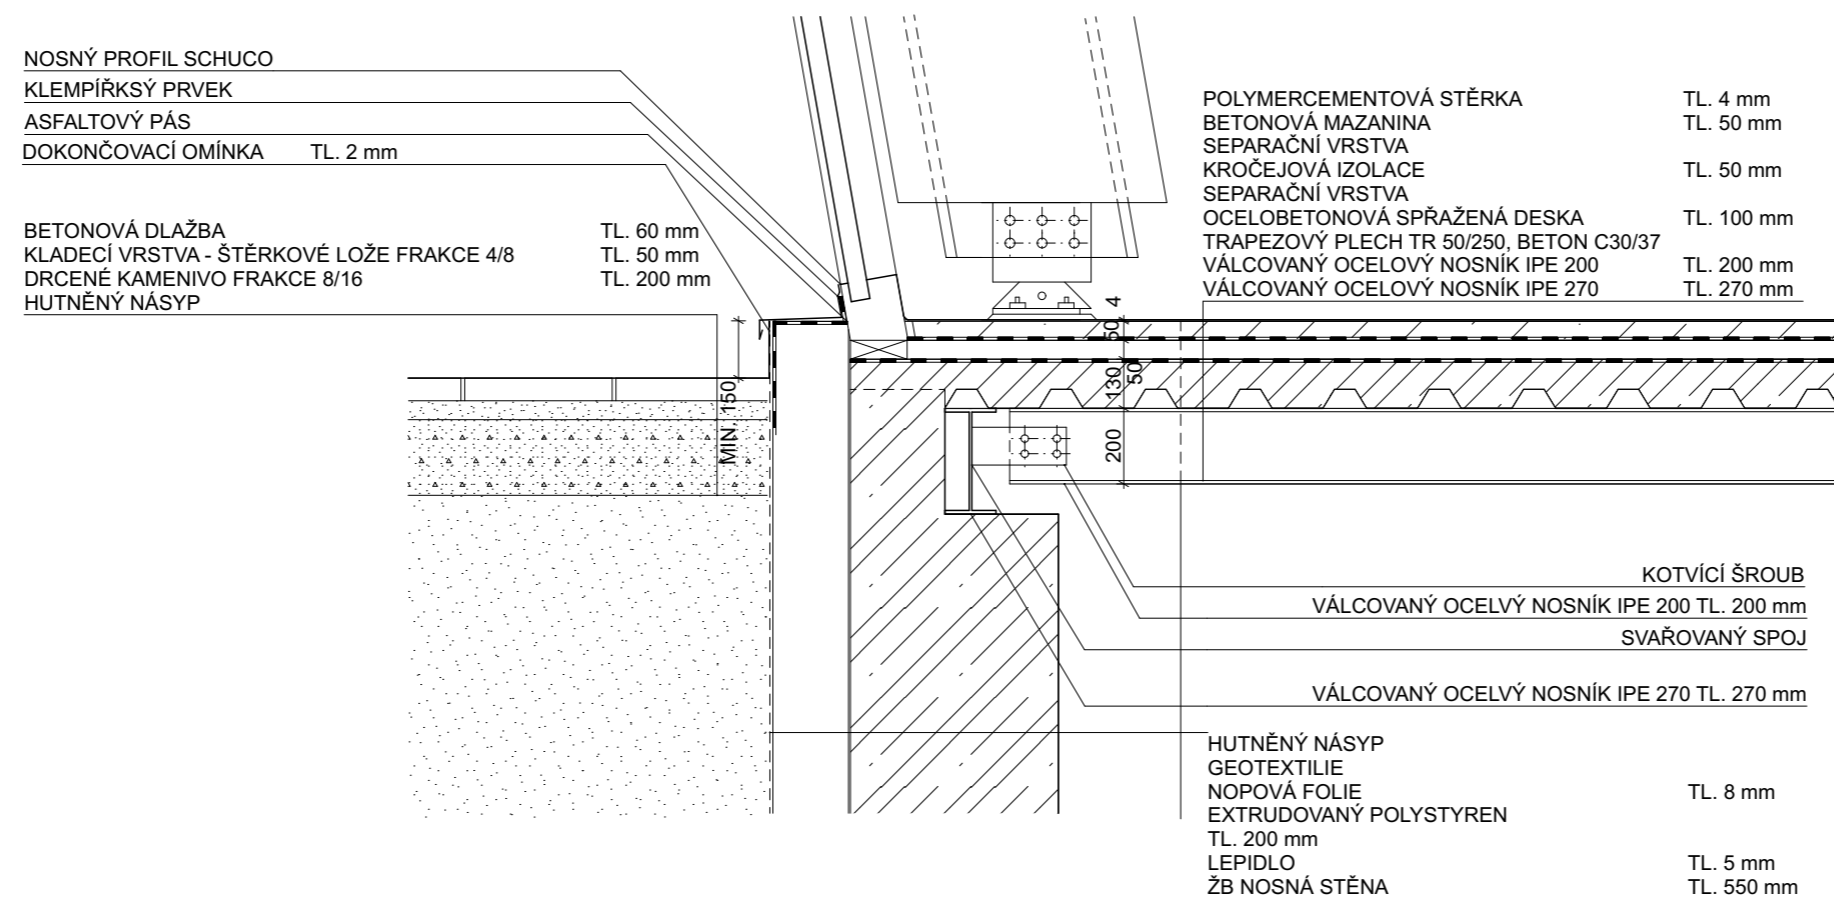 NOSNÝ PROFIL SCHUCO
KLEMPÍŘKSÝ PRVEK
ASFALTOVÝ PÁS
DOKONČOVACÍ OMÍNKA TL. 2 mm
BETONOVÁ DLAŽBA TL. 60 mm
KLADECÍ VRSTVA - ŠTĚRKOVÉ LOŽE FRAKCE 4/8 TL. 50 mm
DRCENÉ KAMENIVO FRAKCE 8/16 TL. 200 mm
HUTNĚNÝ NÁSYP
POLYMERCEMENTOVÁ STĚRKA TL. 4 mm
BETONOVÁ MAZANINA TL. 50 mm
SEPARAČNÍ VRSTVA
KROČEJOVÁ IZOLACE TL. 50 mm
SEPARAČNÍ VRSTVA
OCELOBETONOVÁ SPŘAŽENÁ DESKA TL. 100 mm
TRAPEZOVÝ PLECH TR 50/250, BETON C30/37
VÁLCOVANÝ OCELOVÝ NOSNÍK IPE 200 TL. 200 mm
VÁLCOVANÝ OCELOVÝ NOSNÍK IPE 270 TL. 270 mm
MIN. 150
50, 4
50
130
200
KOTVÍCÍ ŠROUB
VÁLCOVANÝ OCELVÝ NOSNÍK IPE 200 TL. 200 mm
SVAŘOVANÝ SPOJ
VÁLCOVANÝ OCELVÝ NOSNÍK IPE 270 TL. 270 mm
HUTNĚNÝ NÁSYP
GEOTEXTILIE
NOPOVÁ FOLIE TL. 8 mm
EXTRUDOVANÝ POLYSTYREN
TL. 200 mm
LEPIDLO TL. 5 mm
ŽB NOSNÁ STĚNA TL. 550 mm